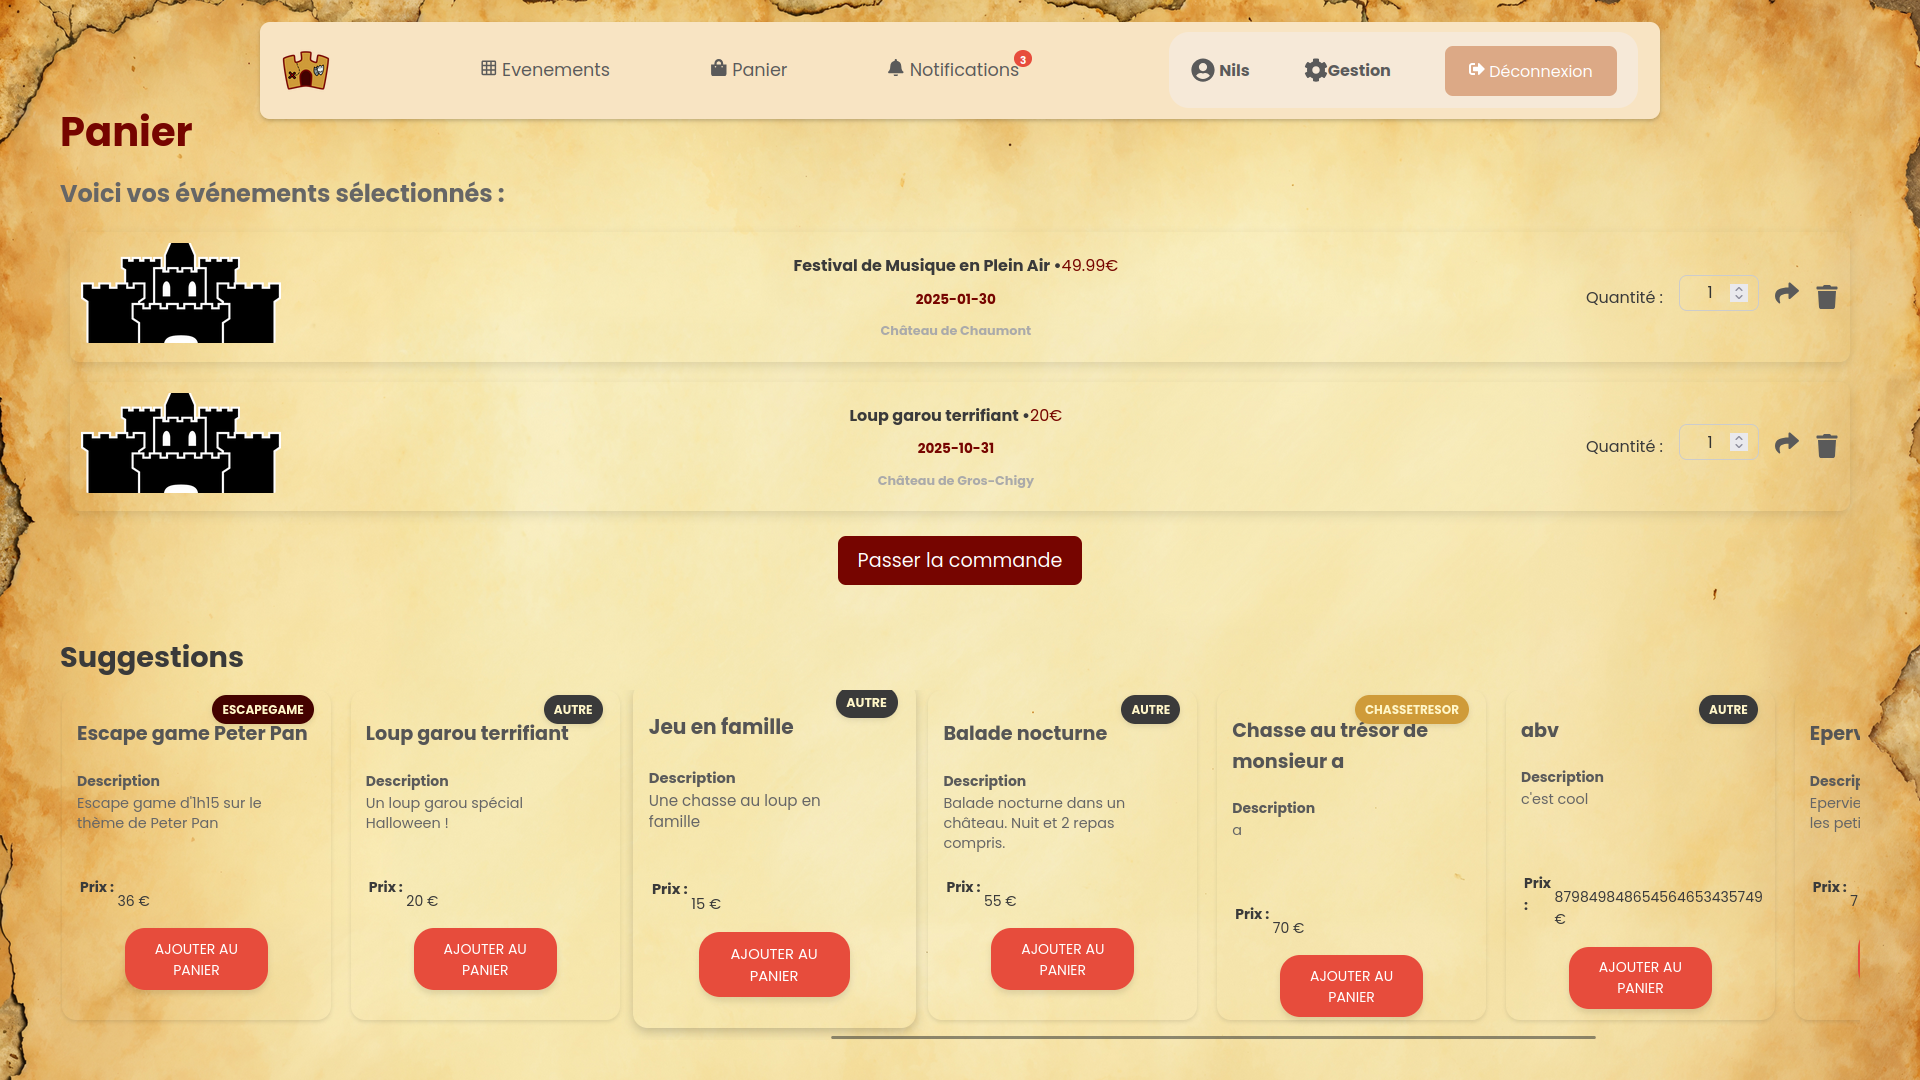 Evenements
Panier
Notifications 3
Nils
Gestion
Déconnexion
Panier
Voici vos événements sélectionnés :
Festival de Musique en Plein Air •49.99€
2025-01-30
Château de Chaumont
Quantité : 1
Loup garou terrifiant •20€
2025-10-31
Château de Gros-Chigy
Quantité : 1
Passer la commande
Suggestions
ESCAPEGAME
Escape game Peter Pan
Description
Escape game d'1h15 sur le
thème de Peter Pan
Prix :
36 €
AJOUTER AU
PANIER
AUTRE
Loup garou terrifiant
Description
Un loup garou spécial
Halloween !
Prix :
20 €
AJOUTER AU
PANIER
AUTRE
Jeu en famille
Description
Une chasse au loup en
famille
Prix :
15 €
AJOUTER AU
PANIER
AUTRE
Balade nocturne
Description
Balade nocturne dans un
château. Nuit et 2 repas
compris.
Prix :
55 €
AJOUTER AU
PANIER
CHASSETRESOR
Chasse au trésor de
monsieur a
Description
a
Prix :
70 €
AJOUTER AU
PANIER
AUTRE
abv
Description
c'est cool
Prix
:
879849848654564653435749
€
AJOUTER AU
PANIER
Eperv
Descrip
Epervie
les peti
Prix :
7